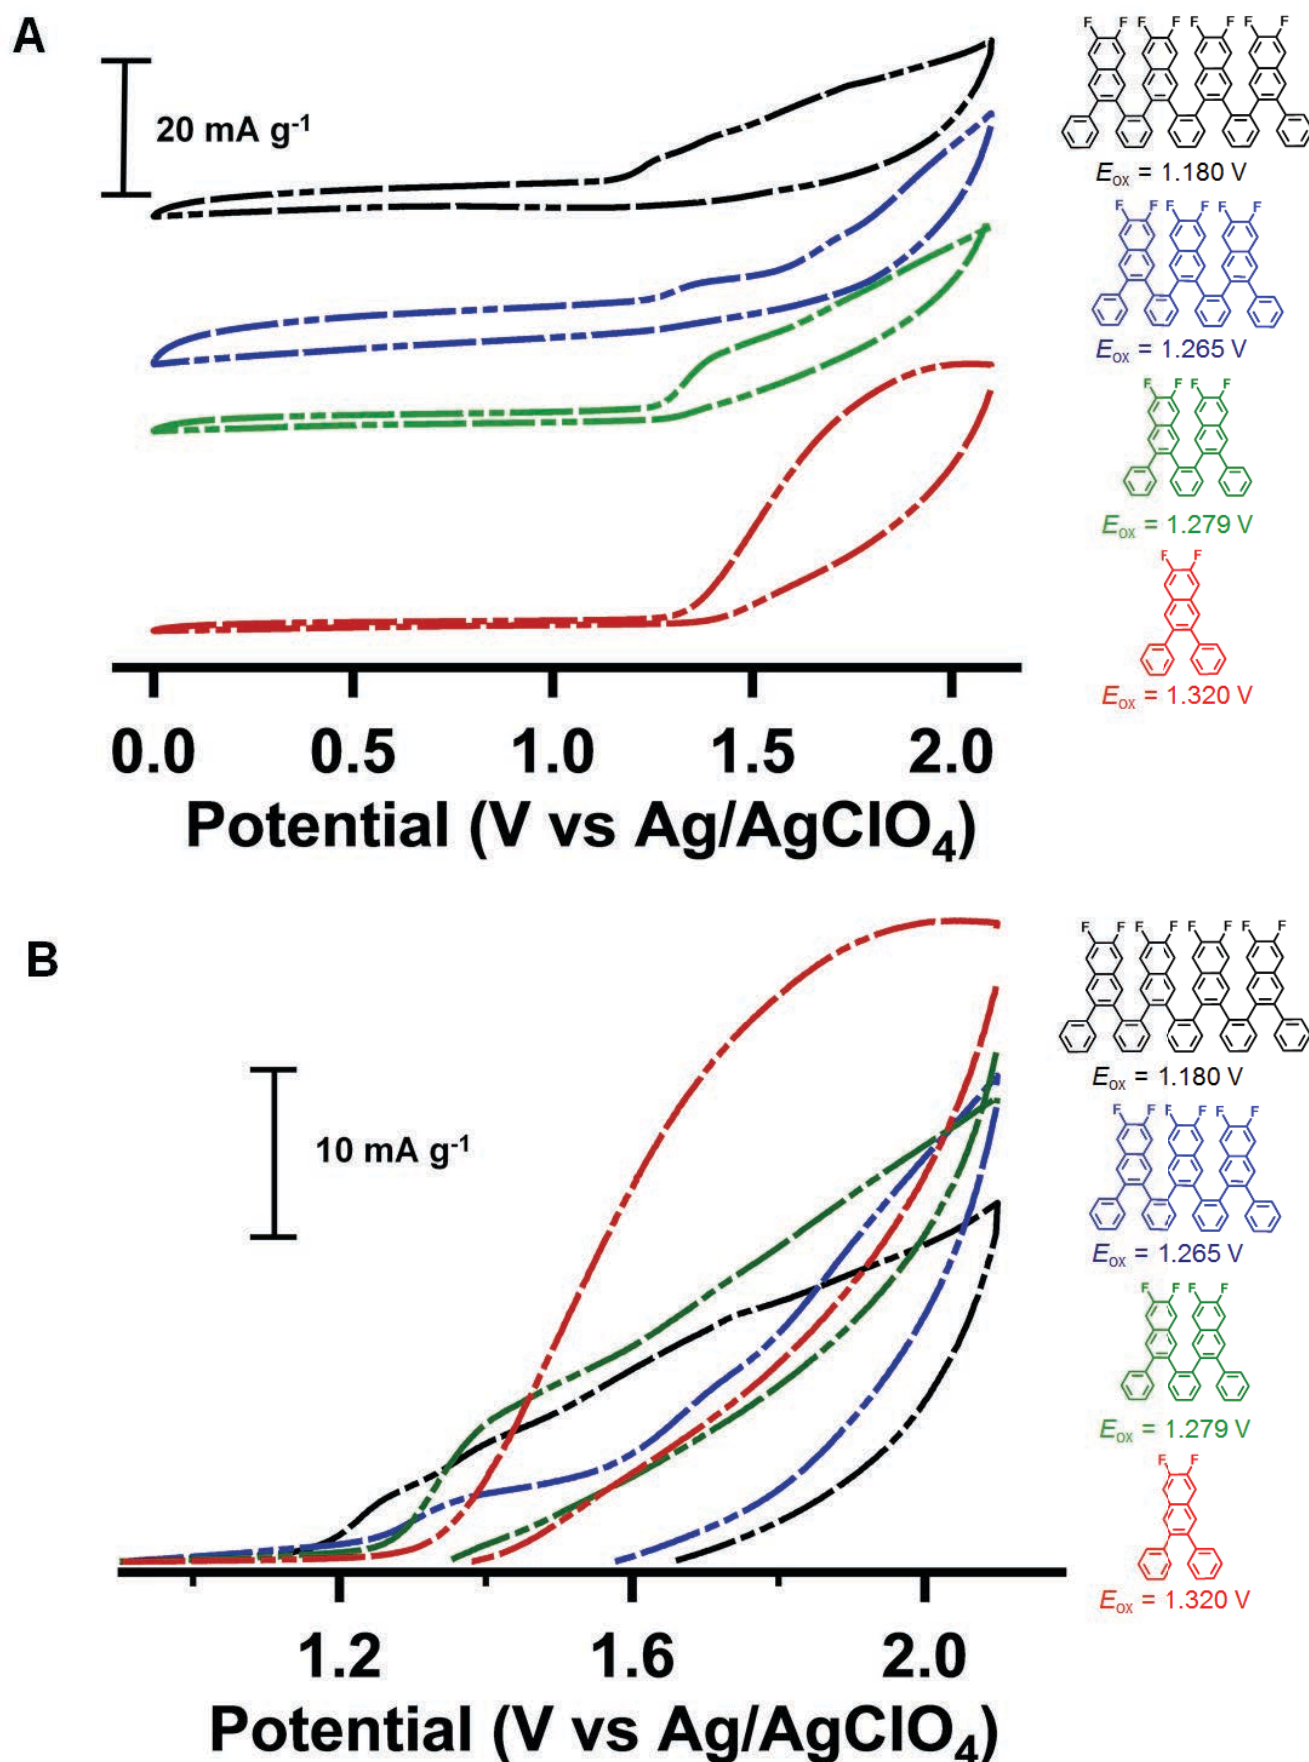 A
20 mA g-1
F F F F F F F F
Eox = 1.180 V
F F F F F F
Eox = 1.265 V
F F F F
Eox = 1.279 V
F F
Eox = 1.320 V
0.0 0.5 1.0 1.5 2.0
Potential (V vs Ag/AgClO4)
B
10 mA g-1
F F F F F F F F
Eox = 1.180 V
F F F F F F
Eox = 1.265 V
F F F F
Eox = 1.279 V
F F
Eox = 1.320 V
1.2 1.6 2.0
Potential (V vs Ag/AgClO4)